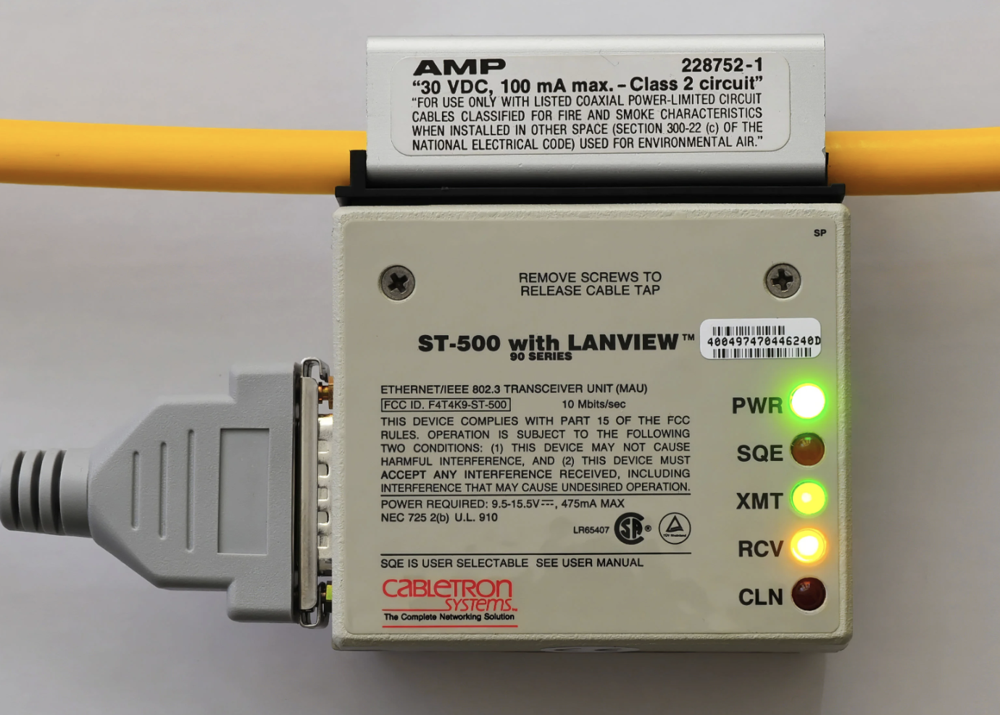 AMP 228752-1
“30 VDC, 100 mA max. – Class 2 circuit”
“FOR USE ONLY WITH LISTED COAXIAL POWER-LIMITED CIRCUIT
CABLES CLASSIFIED FOR FIRE AND SMOKE CHARACTERISTICS
WHEN INSTALLED IN OTHER SPACE (SECTION 300-22 (c) OF THE
NATIONAL ELECTRICAL CODE) USED FOR ENVIRONMENTAL AIR.”
SP
REMOVE SCREWS TO
RELEASE CABLE TAP
ST-500 with LANVIEW™
90 SERIES
400497470446240D
ETHERNET/IEEE 802.3 TRANSCEIVER UNIT (MAU)
FCC ID. F4T4K9-ST-500 10 Mbits/sec
THIS DEVICE COMPLIES WITH PART 15 OF THE FCC
RULES. OPERATION IS SUBJECT TO THE FOLLOWING
TWO CONDITIONS: (1) THIS DEVICE MAY NOT CAUSE
HARMFUL INTERFERENCE, AND (2) THIS DEVICE MUST
ACCEPT ANY INTERFERENCE RECEIVED, INCLUDING
INTERFERENCE THAT MAY CAUSE UNDESIRED OPERATION.
POWER REQUIRED: 9.5-15.5V⎓, 475mA MAX
NEC 725 2(b) U.L. 910
LR65407 SA® TÜV Rheinland
SQE IS USER SELECTABLE SEE USER MANUAL
CABLETRON
SYSTEMS™
The Complete Networking Solution
PWR
SQE
XMT
RCV
CLN
CE